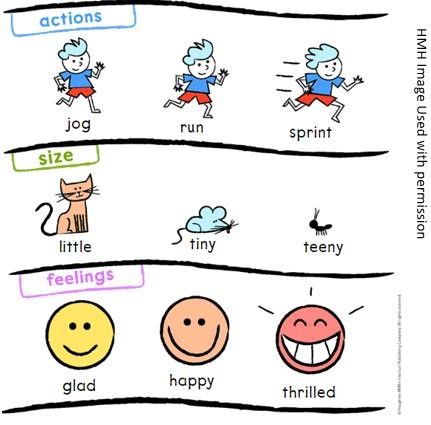 actions
jog run sprint
size
little tiny teeny
feelings
glad happy thrilled
HMH Image Used with permission